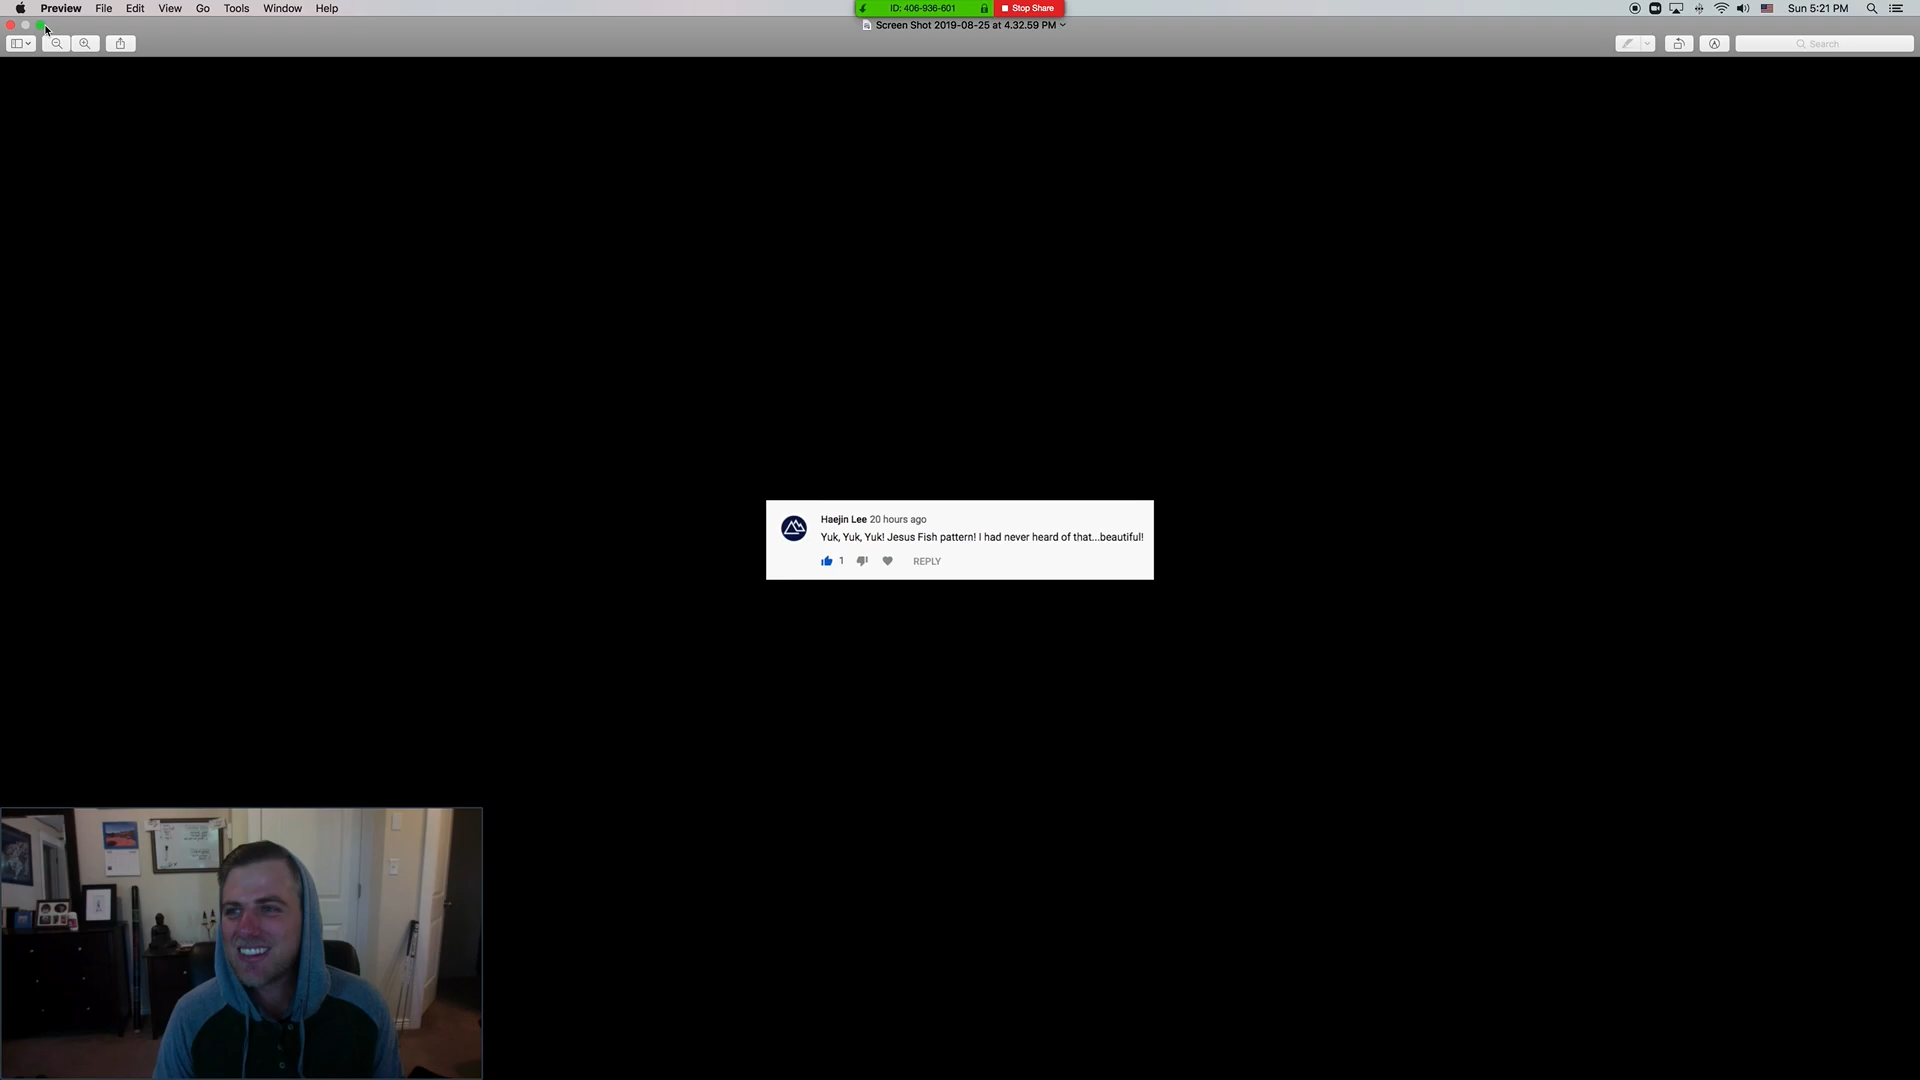 Preview File Edit View Go Tools Window Help
ID: 406-936-601 Stop Share
Sun 5:21 PM
Screen Shot 2019-08-25 at 4.32.59 PM
Search
Haejin Lee 20 hours ago
Yuk, Yuk, Yuk! Jesus Fish pattern! I had never heard of that...beautiful!
1 REPLY